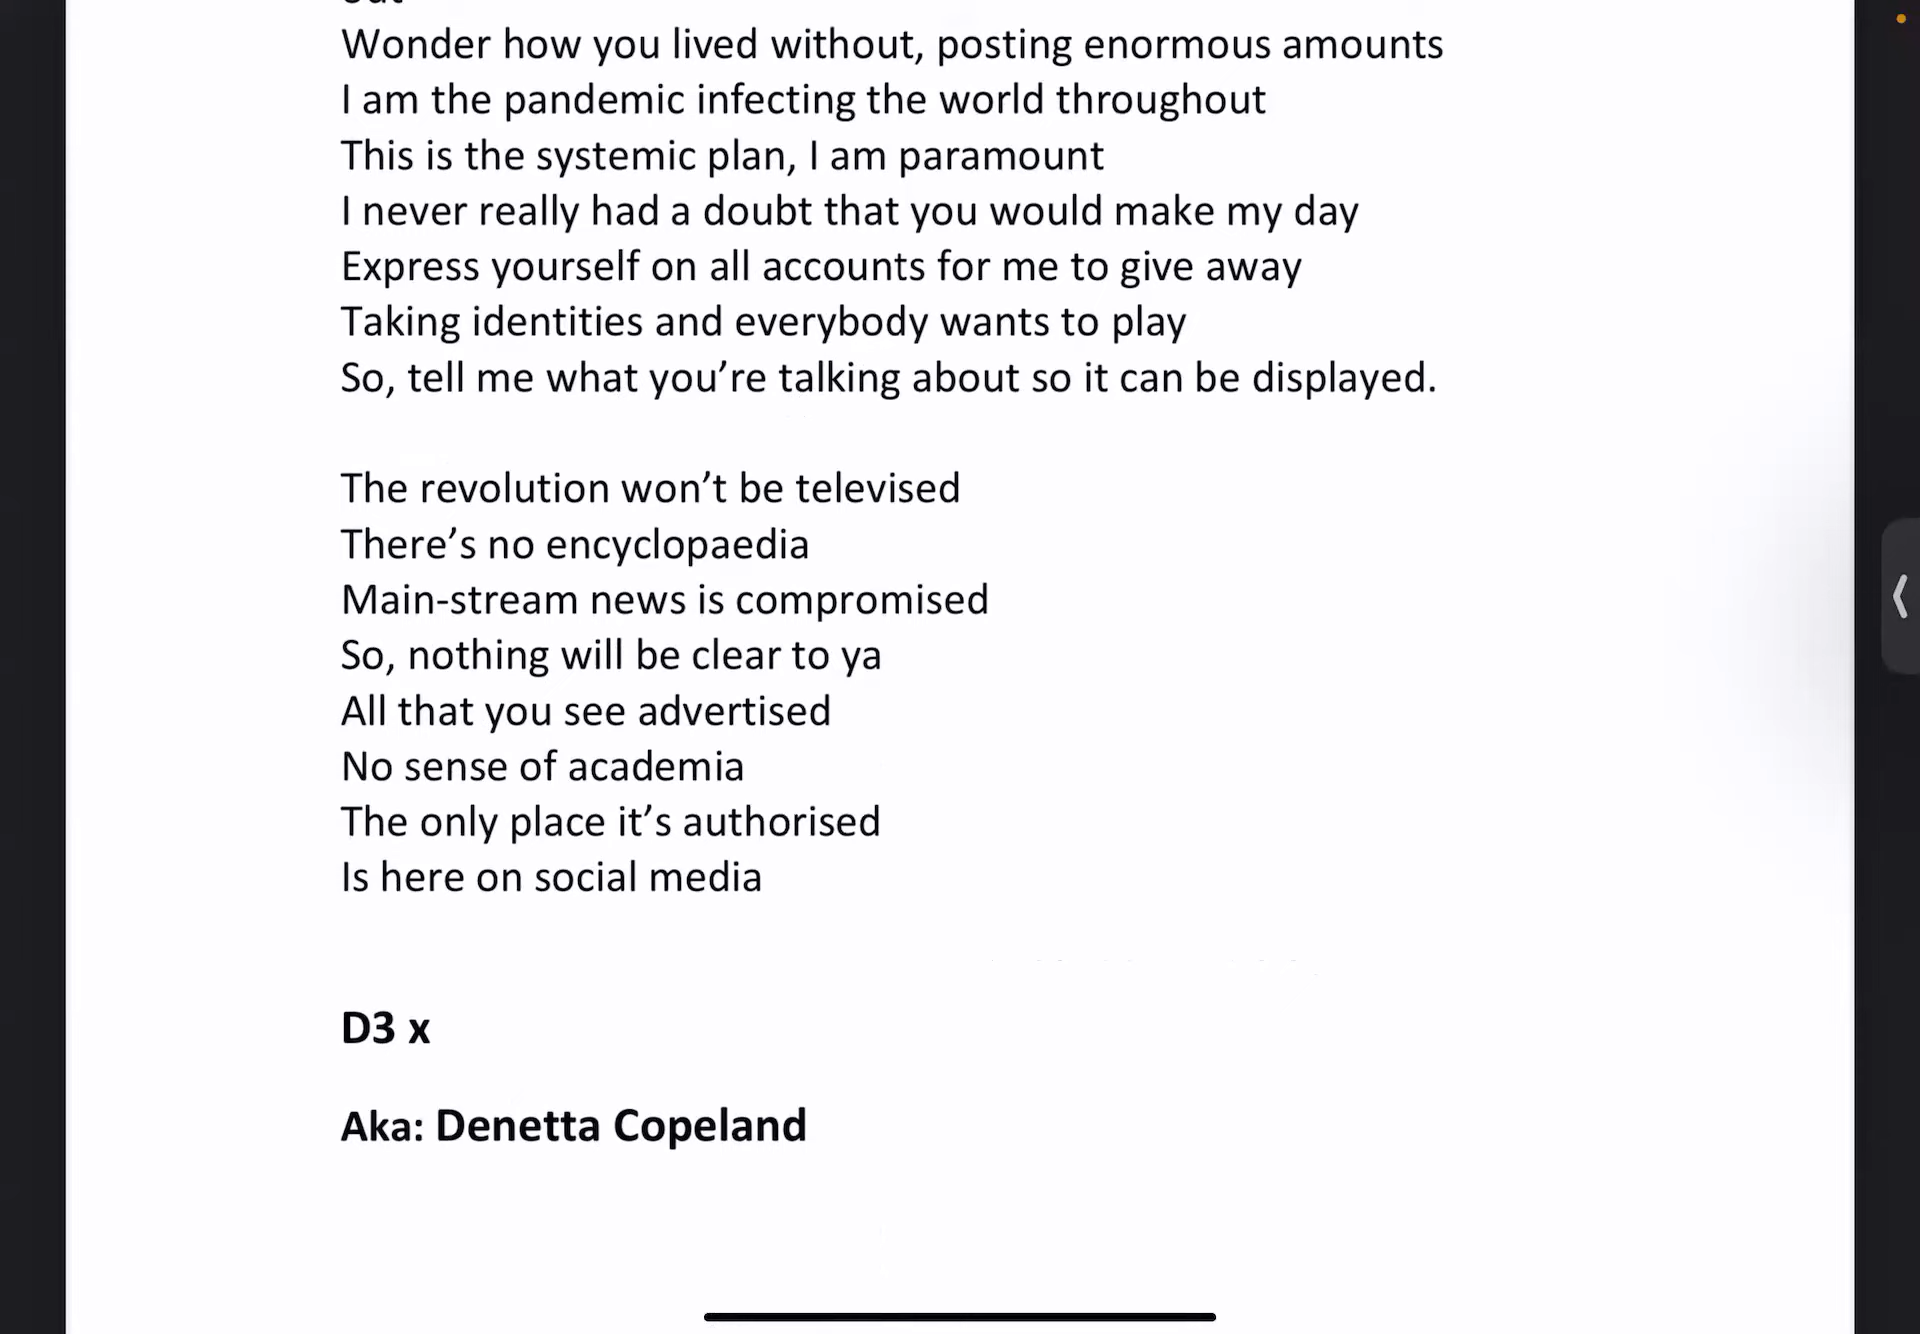 Wonder how you lived without, posting enormous amounts
I am the pandemic infecting the world throughout
This is the systemic plan, I am paramount
I never really had a doubt that you would make my day
Express yourself on all accounts for me to give away
Taking identities and everybody wants to play
So, tell me what you’re talking about so it can be displayed.
The revolution won’t be televised
There’s no encyclopaedia
Main-stream news is compromised
So, nothing will be clear to ya
All that you see advertised
No sense of academia
The only place it’s authorised
Is here on social media
D3 x
Aka: Denetta Copeland